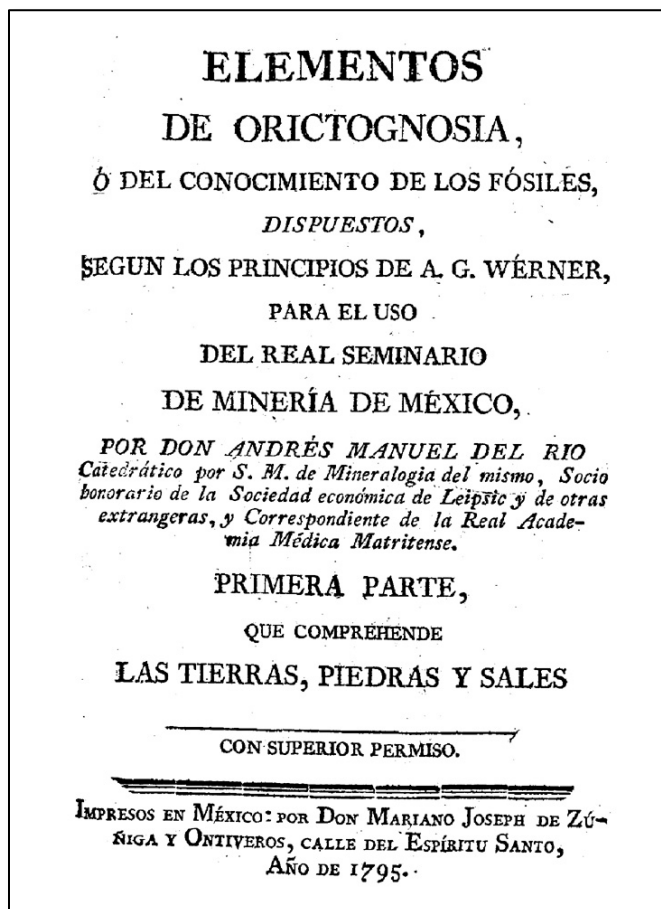 ELEMENTOS
DE ORICTOGNOSIA,
Ò DEL CONOCIMIENTO DE LOS FÓSILES,
DISPUESTOS,
SEGUN LOS PRINCIPIOS DE A. G. WÉRNER,
PARA EL USO
DEL REAL SEMINARIO
DE MINERÍA DE MÉXICO,
POR DON ANDRÉS MANUEL DEL RIO
Catedrático por S. M. de Mineralogia del mismo, Socio
honorario de la Sociedad económica de Leipsic y de otras
extrangeras, y Correspondiente de la Real Acade-
mia Médica Matritense.
PRIMERA PARTE,
QUE COMPREHENDE
LAS TIERRAS, PIEDRAS Y SALES
CON SUPERIOR PERMISO.
IMPRESOS EN MÉXICO: POR DON MARIANO JOSEPH DE ZÚ-
ÑIGA Y ONTIVEROS, CALLE DEL ESPÍRITU SANTO,
AÑO DE 1795.